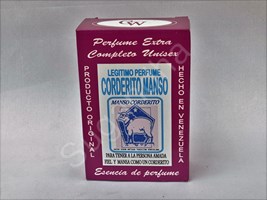 Perfume Extra
Completo Unisex
PRODUCTO ORIGINAL
LEGITIMO PERFUME
CORDERITO MANSO
MANSO CORDERITO
PARA TENER A LA PERSONA AMADA
FIEL Y MANIA COMO UN CORDERITO
HECHO EN VENEZUELA
Esencia de perfume